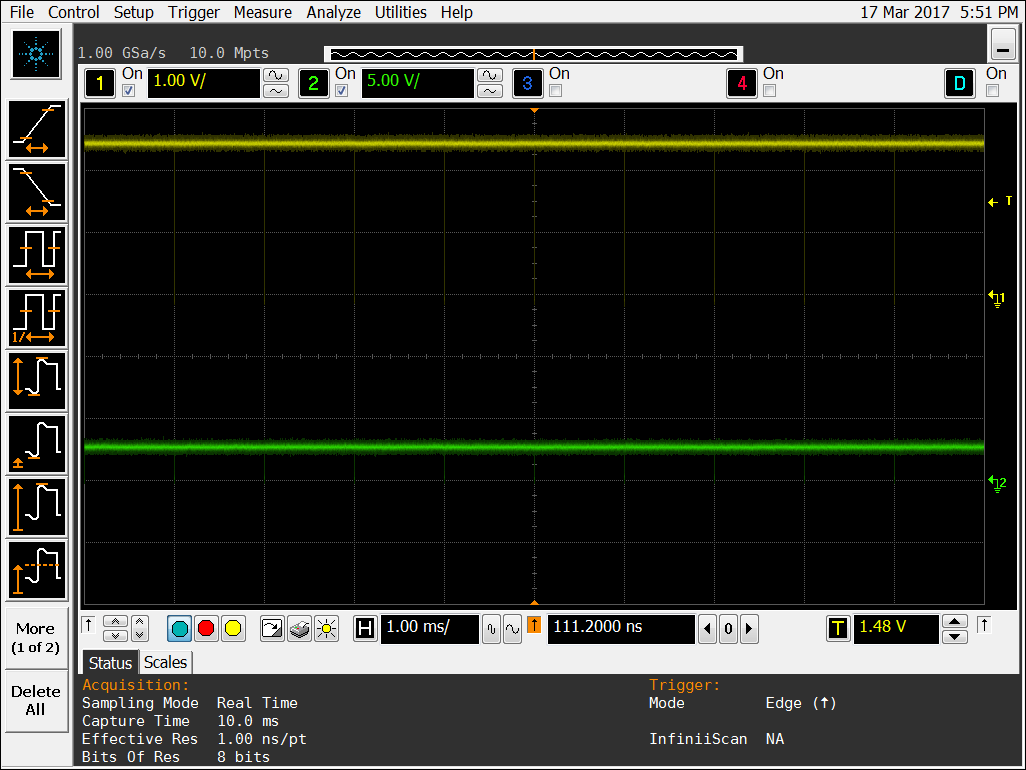 File Control Setup Trigger Measure Analyze Utilities Help 17 Mar 2017 5:51 PM
1.00 GSa/s 10.0 Mpts
1 On 1.00 V/ 2 On 5.00 V/ 3 On 4 On D On
T
1
2
1/
More
(1 of 2)
Delete
All
H 1.00 ms/ 111.2000 ns 0 T 1.48 V
Status Scales
Acquisition:
Sampling Mode Real Time
Capture Time 10.0 ms
Effective Res 1.00 ns/pt
Bits Of Res 8 bits
Trigger:
Mode Edge (↑)
InfiniiScan NA